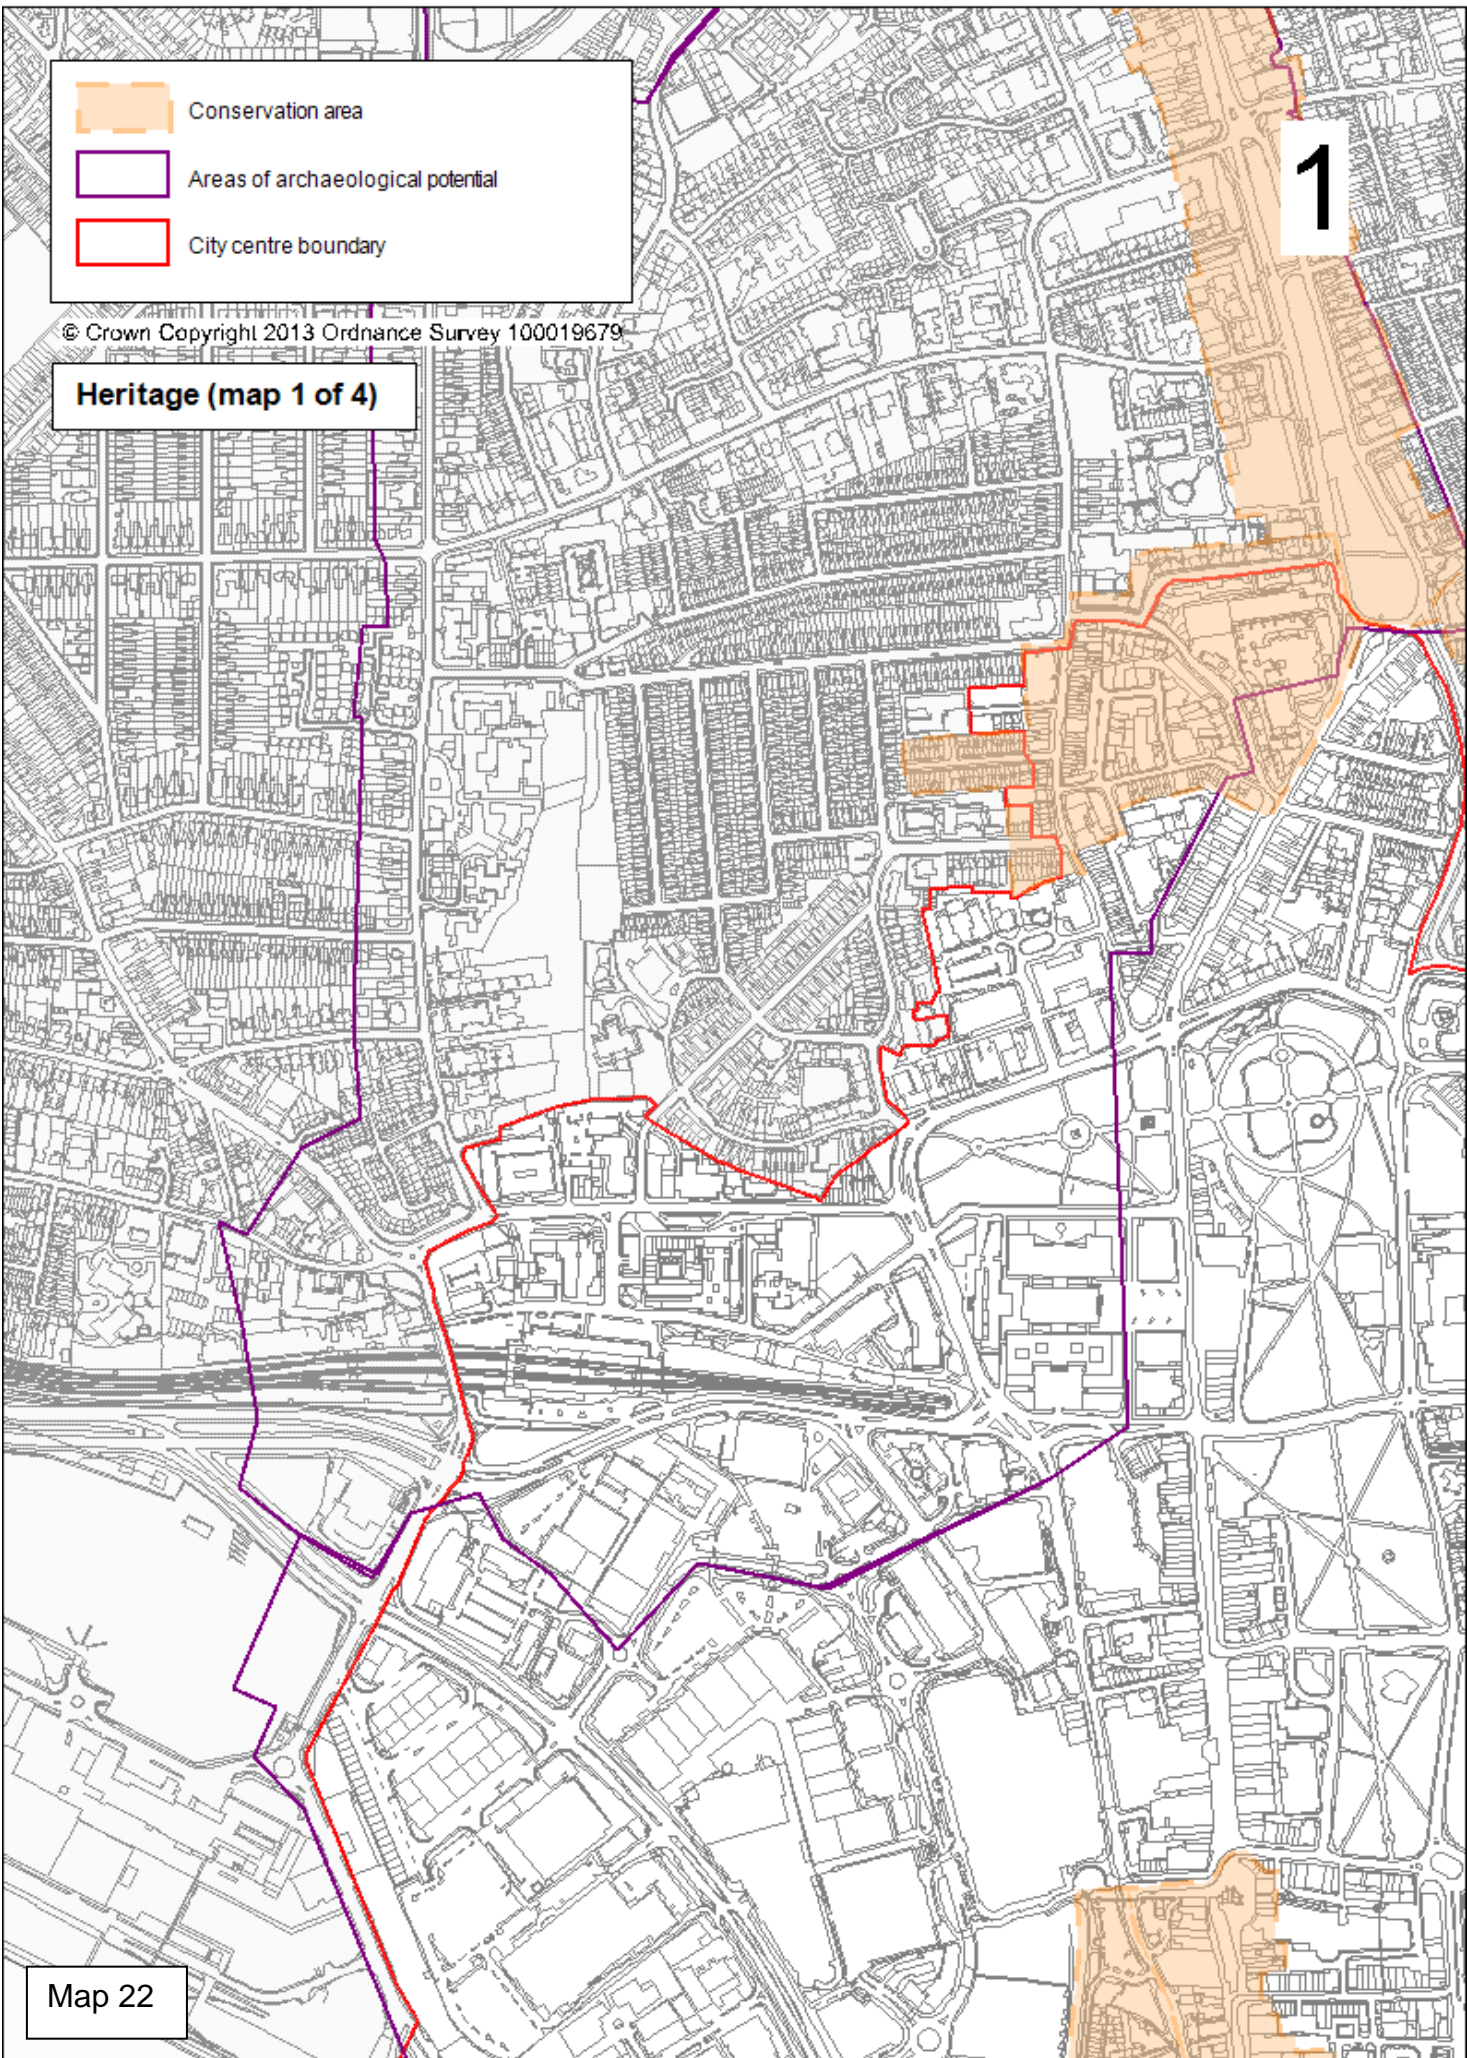 Conservation area
Areas of archaeological potential
City centre boundary
© Crown Copyright 2013 Ordnance Survey 100019679
Heritage (map 1 of 4)
1
Map 22